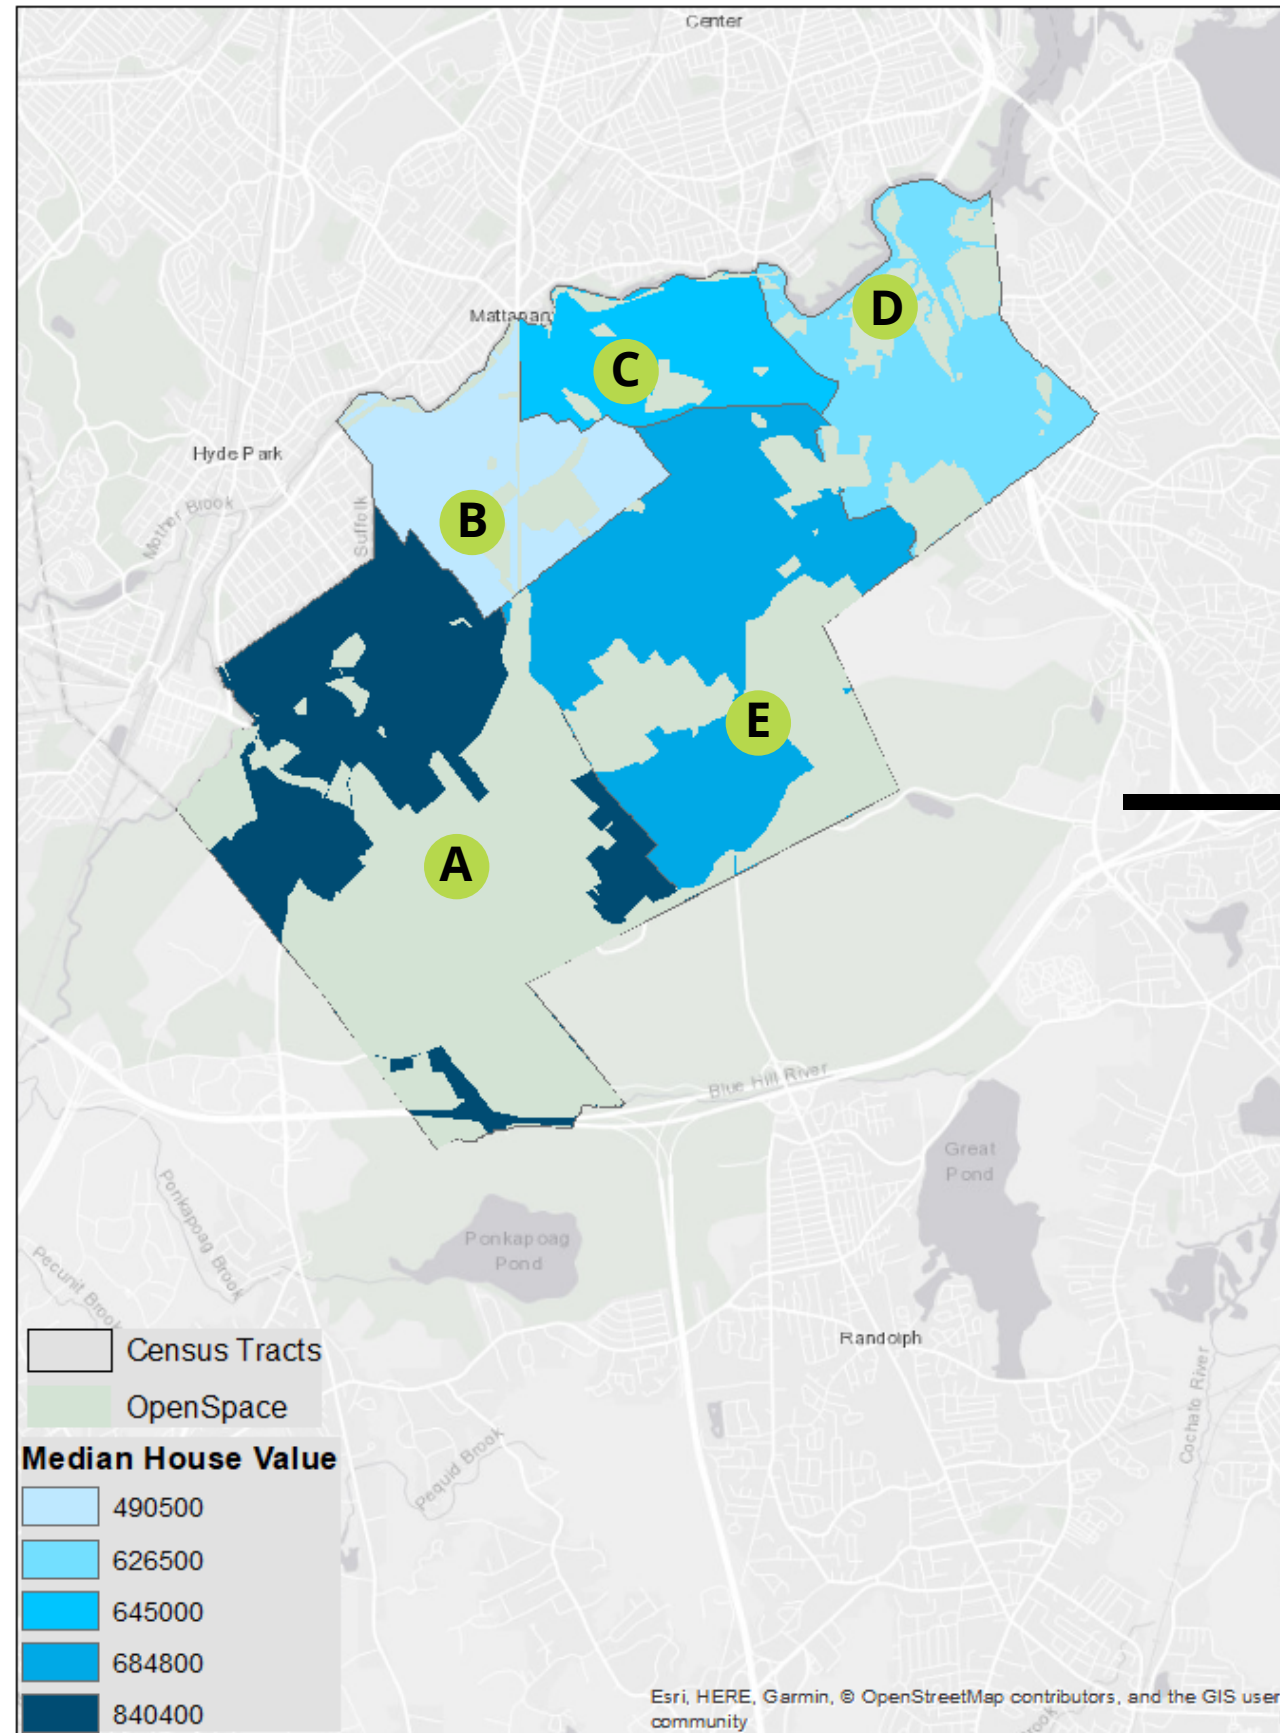 Center
D
Mattapan
C
Hyde Park
Mother Brook
Suffolk
B
E
A
Blue Hill River
Great
Pond
Ponkapoag
Pond
Ponkapoag Brook
Pecunit Brook
Randolph
Cochato River
Pequid Brook
Census Tracts
OpenSpace
Median House Value
490500
626500
645000
684800
840400
Esri, HERE, Garmin, © OpenStreetMap contributors, and the GIS user
community
rook